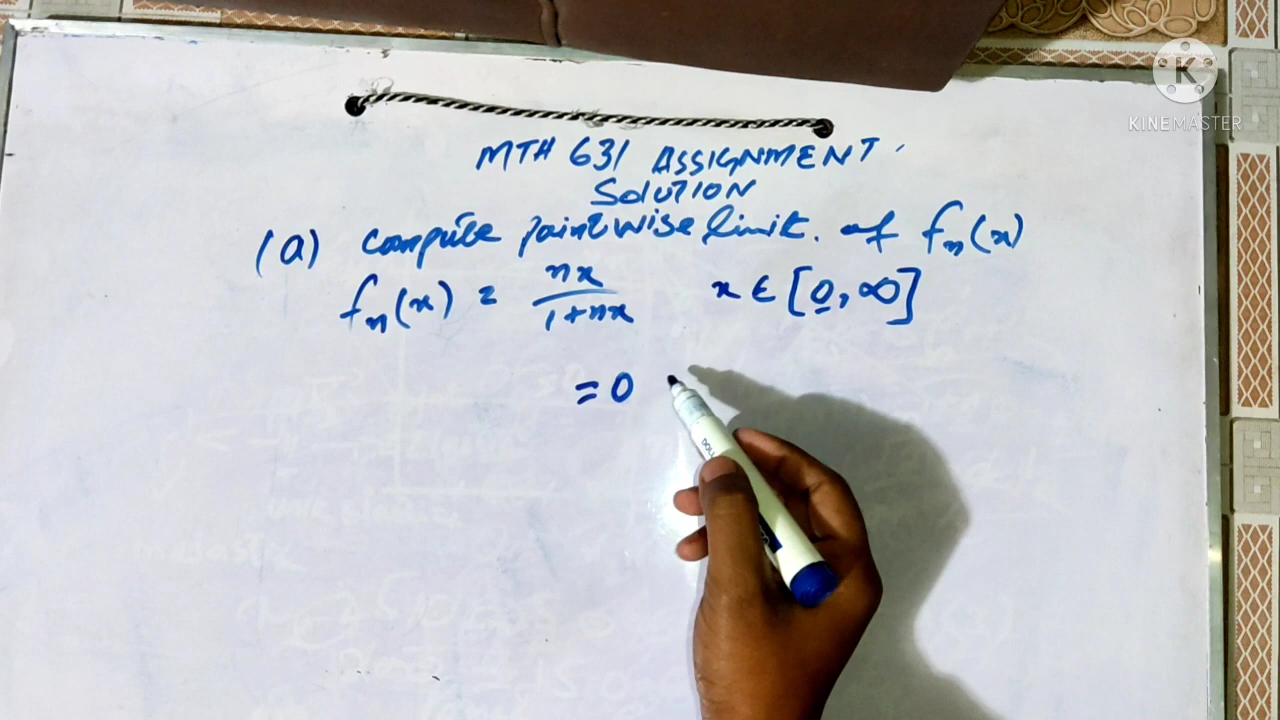 KINEMASTER
MTH 631 ASSIGNMENT.
SOLUTION
(a) compute pointwise limit. of fn(x)
fn(x) = nx / 1+nx    x ∈ [0, ∞]
= 0